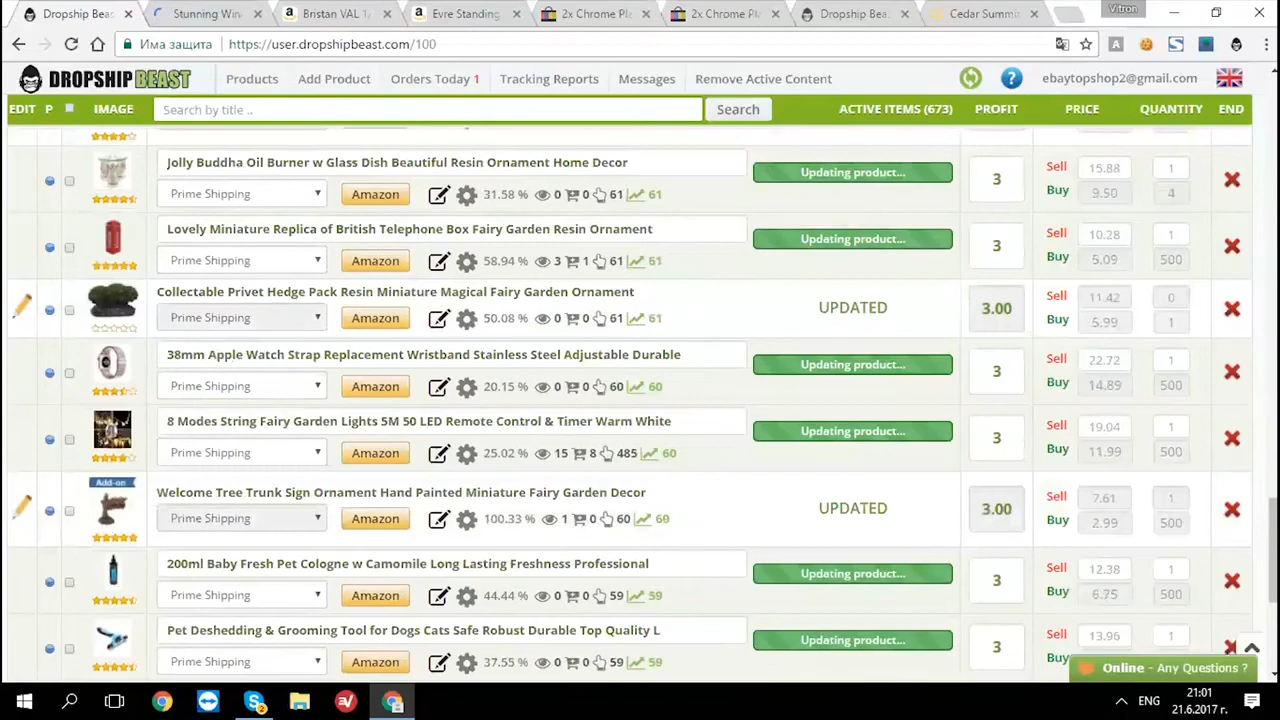 Dropship Beas
Stunning Win
Bristan VAL 1
Evre Standing
2x Chrome Pla
2x Chrome Pla
Dropship Bea
Cedar Summi
Vitron
Има защита
https://user.dropshipbeast.com/100
DROPSHIPBEAST
Products
Add Product
Orders Today 1
Tracking Reports
Messages
Remove Active Content
ebaytopshop2@gmail.com
EDIT P IMAGE
Search by title ..
Search
ACTIVE ITEMS (673)
PROFIT
PRICE
QUANTITY
END
Jolly Buddha Oil Burner w Glass Dish Beautiful Resin Ornament Home Decor
Updating product...
3
Sell 15.88 1
Prime Shipping
Amazon
31.58 % 0 0 61 61
Buy 9.50 4
Lovely Miniature Replica of British Telephone Box Fairy Garden Resin Ornament
Updating product...
3
Sell 10.28 1
Prime Shipping
Amazon
58.94 % 3 1 61 61
Buy 5.09 500
Collectable Privet Hedge Pack Resin Miniature Magical Fairy Garden Ornament
UPDATED
3.00
Sell 11.42 0
Prime Shipping
Amazon
50.08 % 0 0 61 61
Buy 5.99 1
38mm Apple Watch Strap Replacement Wristband Stainless Steel Adjustable Durable
Updating product...
3
Sell 22.72 1
Prime Shipping
Amazon
20.15 % 0 0 60 60
Buy 14.89 500
8 Modes String Fairy Garden Lights 5M 50 LED Remote Control & Timer Warm White
Updating product...
3
Sell 19.04 1
Prime Shipping
Amazon
25.02 % 15 8 485 60
Buy 11.99 500
Add-on
Welcome Tree Trunk Sign Ornament Hand Painted Miniature Fairy Garden Decor
UPDATED
3.00
Sell 7.61 1
Prime Shipping
Amazon
100.33 % 1 0 60 60
Buy 2.99 500
200ml Baby Fresh Pet Cologne w Camomile Long Lasting Freshness Professional
Updating product...
3
Sell 12.38 1
Prime Shipping
Amazon
44.44 % 0 0 59 59
Buy 6.75 500
Pet Deshedding & Grooming Tool for Dogs Cats Safe Robust Durable Top Quality L
Updating product...
3
Sell 13.96 1
Prime Shipping
Amazon
37.55 % 0 0 59 59
Buy
Online - Any Questions ?
ЕНГ
21:01
21.6.2017 г.